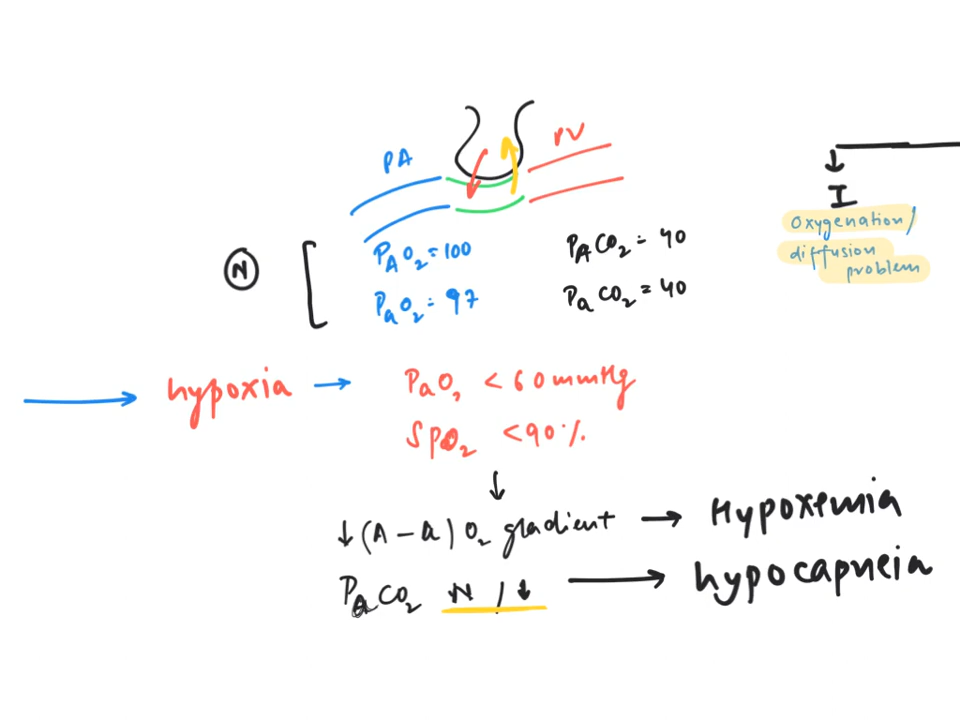 PA
PV
N
PAO2 = 100
PACO2 = 40
PaO2 = 97
PaCO2 = 40
I
Oxygenation/
diffusion
problem
hypoxia → PaO2 < 60 mmHg
SPO2 < 90%
↓
↓ (A - a) O2 gradient → Hypoxemia
PaCO2 N / ↓ → hypocapneia